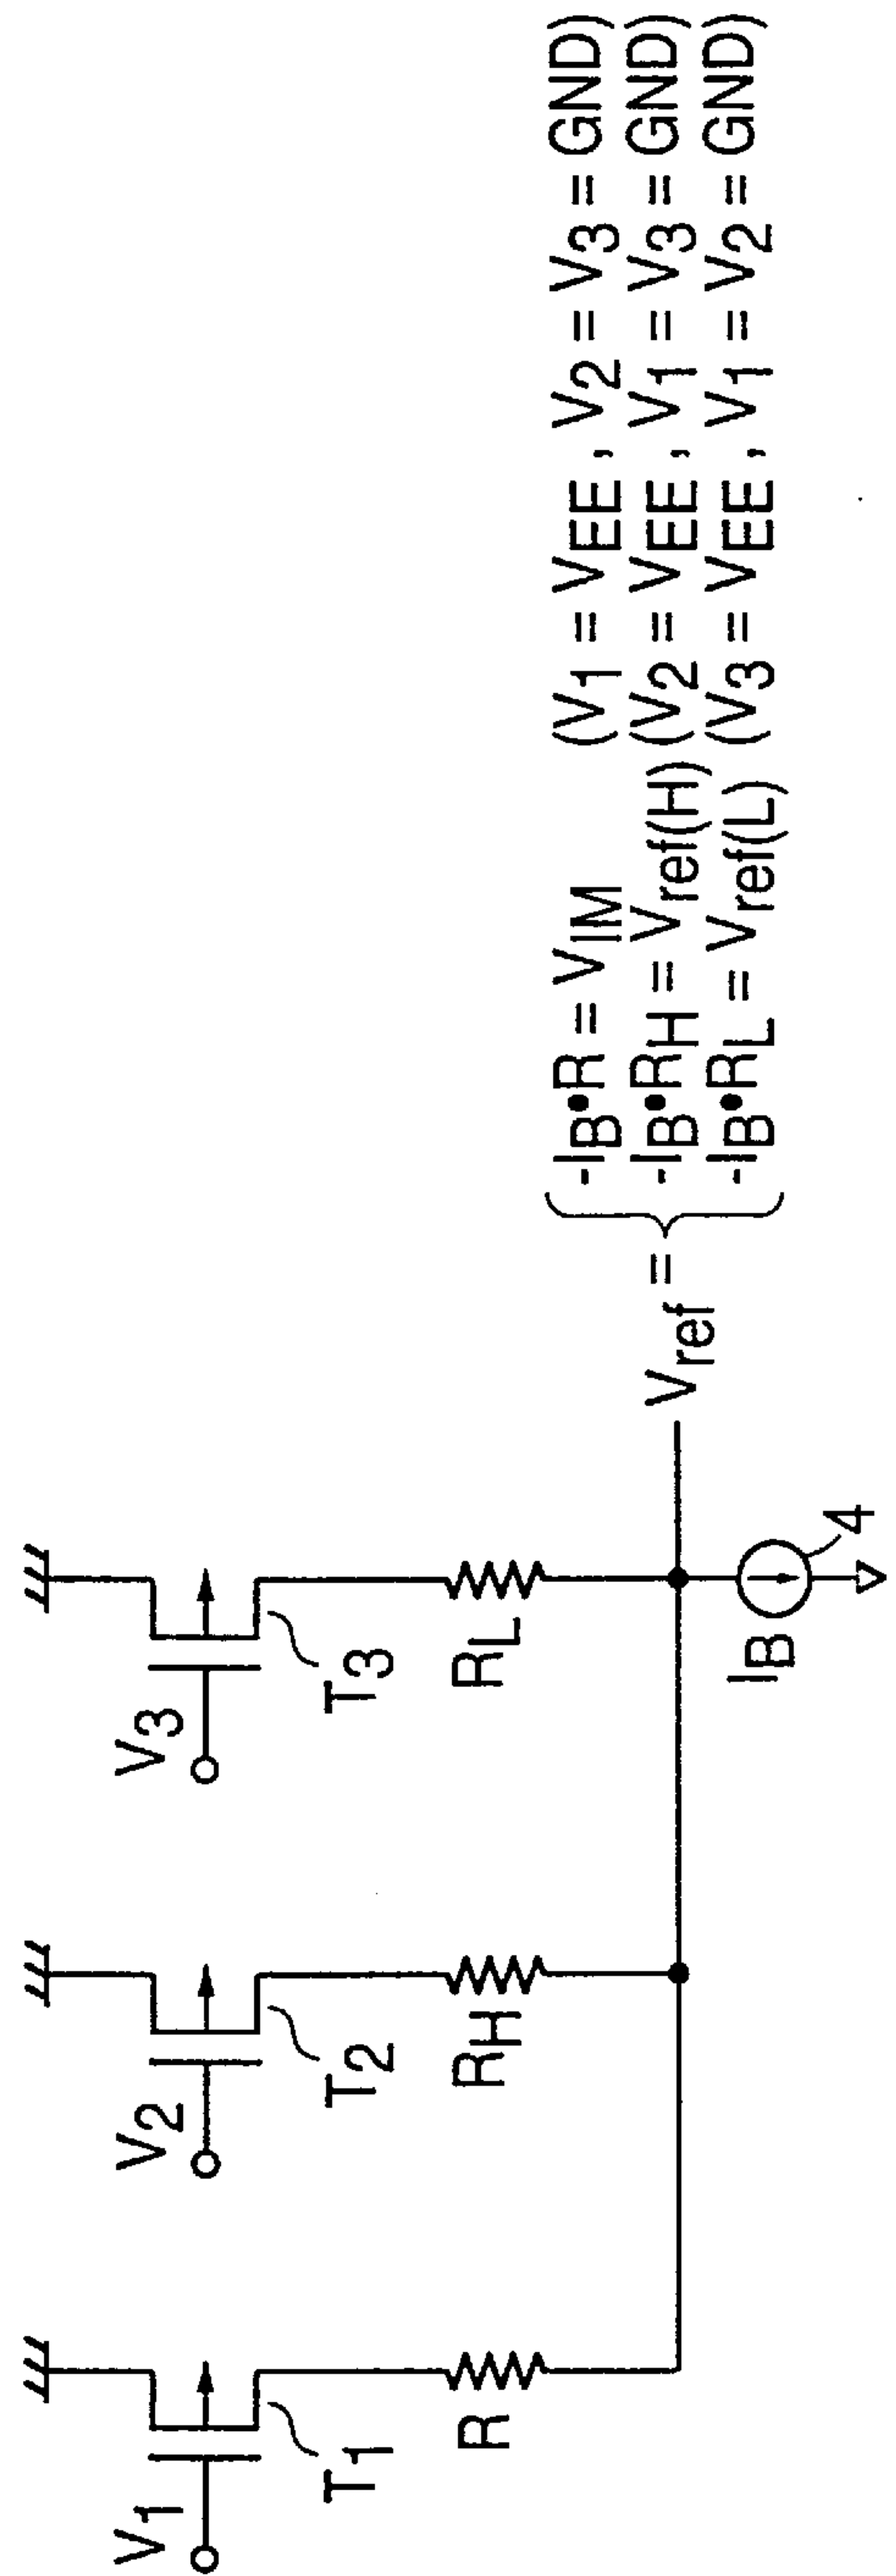 V1
V2
V3
T1
T2
T3
R
RH
RL
IB
4
Vref =
-IB•R = VIM (V1 = VEE, V2 = V3 = GND)
-IB•RH = Vref(H) (V2 = VEE, V1 = V3 = GND)
-IB•RL = Vref(L) (V3 = VEE, V1 = V2 = GND)